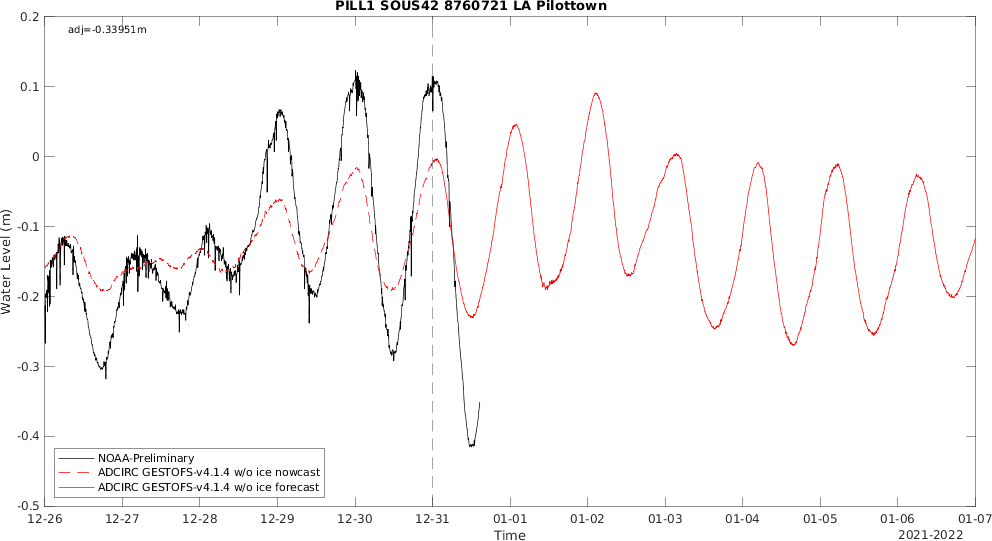 PILL1 SOUS42 8760721 LA Pilottown
adj=-0.33951m
0.2
0.1
0
-0.1
-0.2
-0.3
-0.4
-0.5
Water Level (m)
NOAA-Preliminary
ADCIRC GESTOFS-v4.1.4 w/o ice nowcast
ADCIRC GESTOFS-v4.1.4 w/o ice forecast
12-26 12-27 12-28 12-29 12-30 12-31 01-01 01-02 01-03 01-04 01-05 01-06 01-07
Time
2021-2022